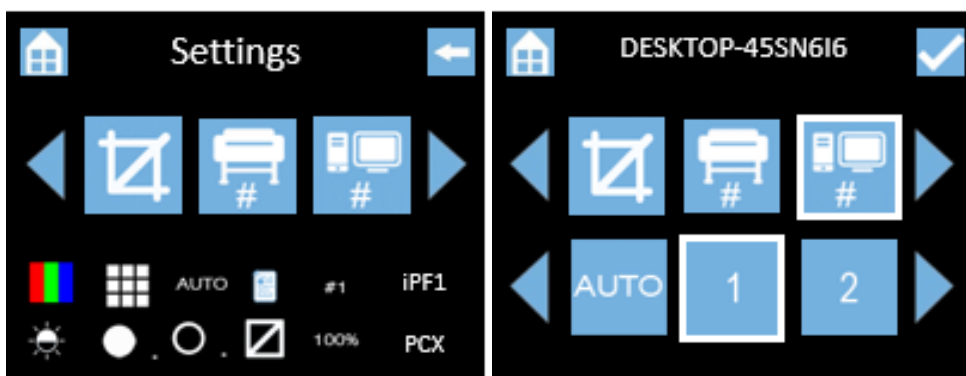 Settings
# #
AUTO #1 iPF1
100% PCX
DESKTOP-45SN6I6
# #
AUTO 1 2